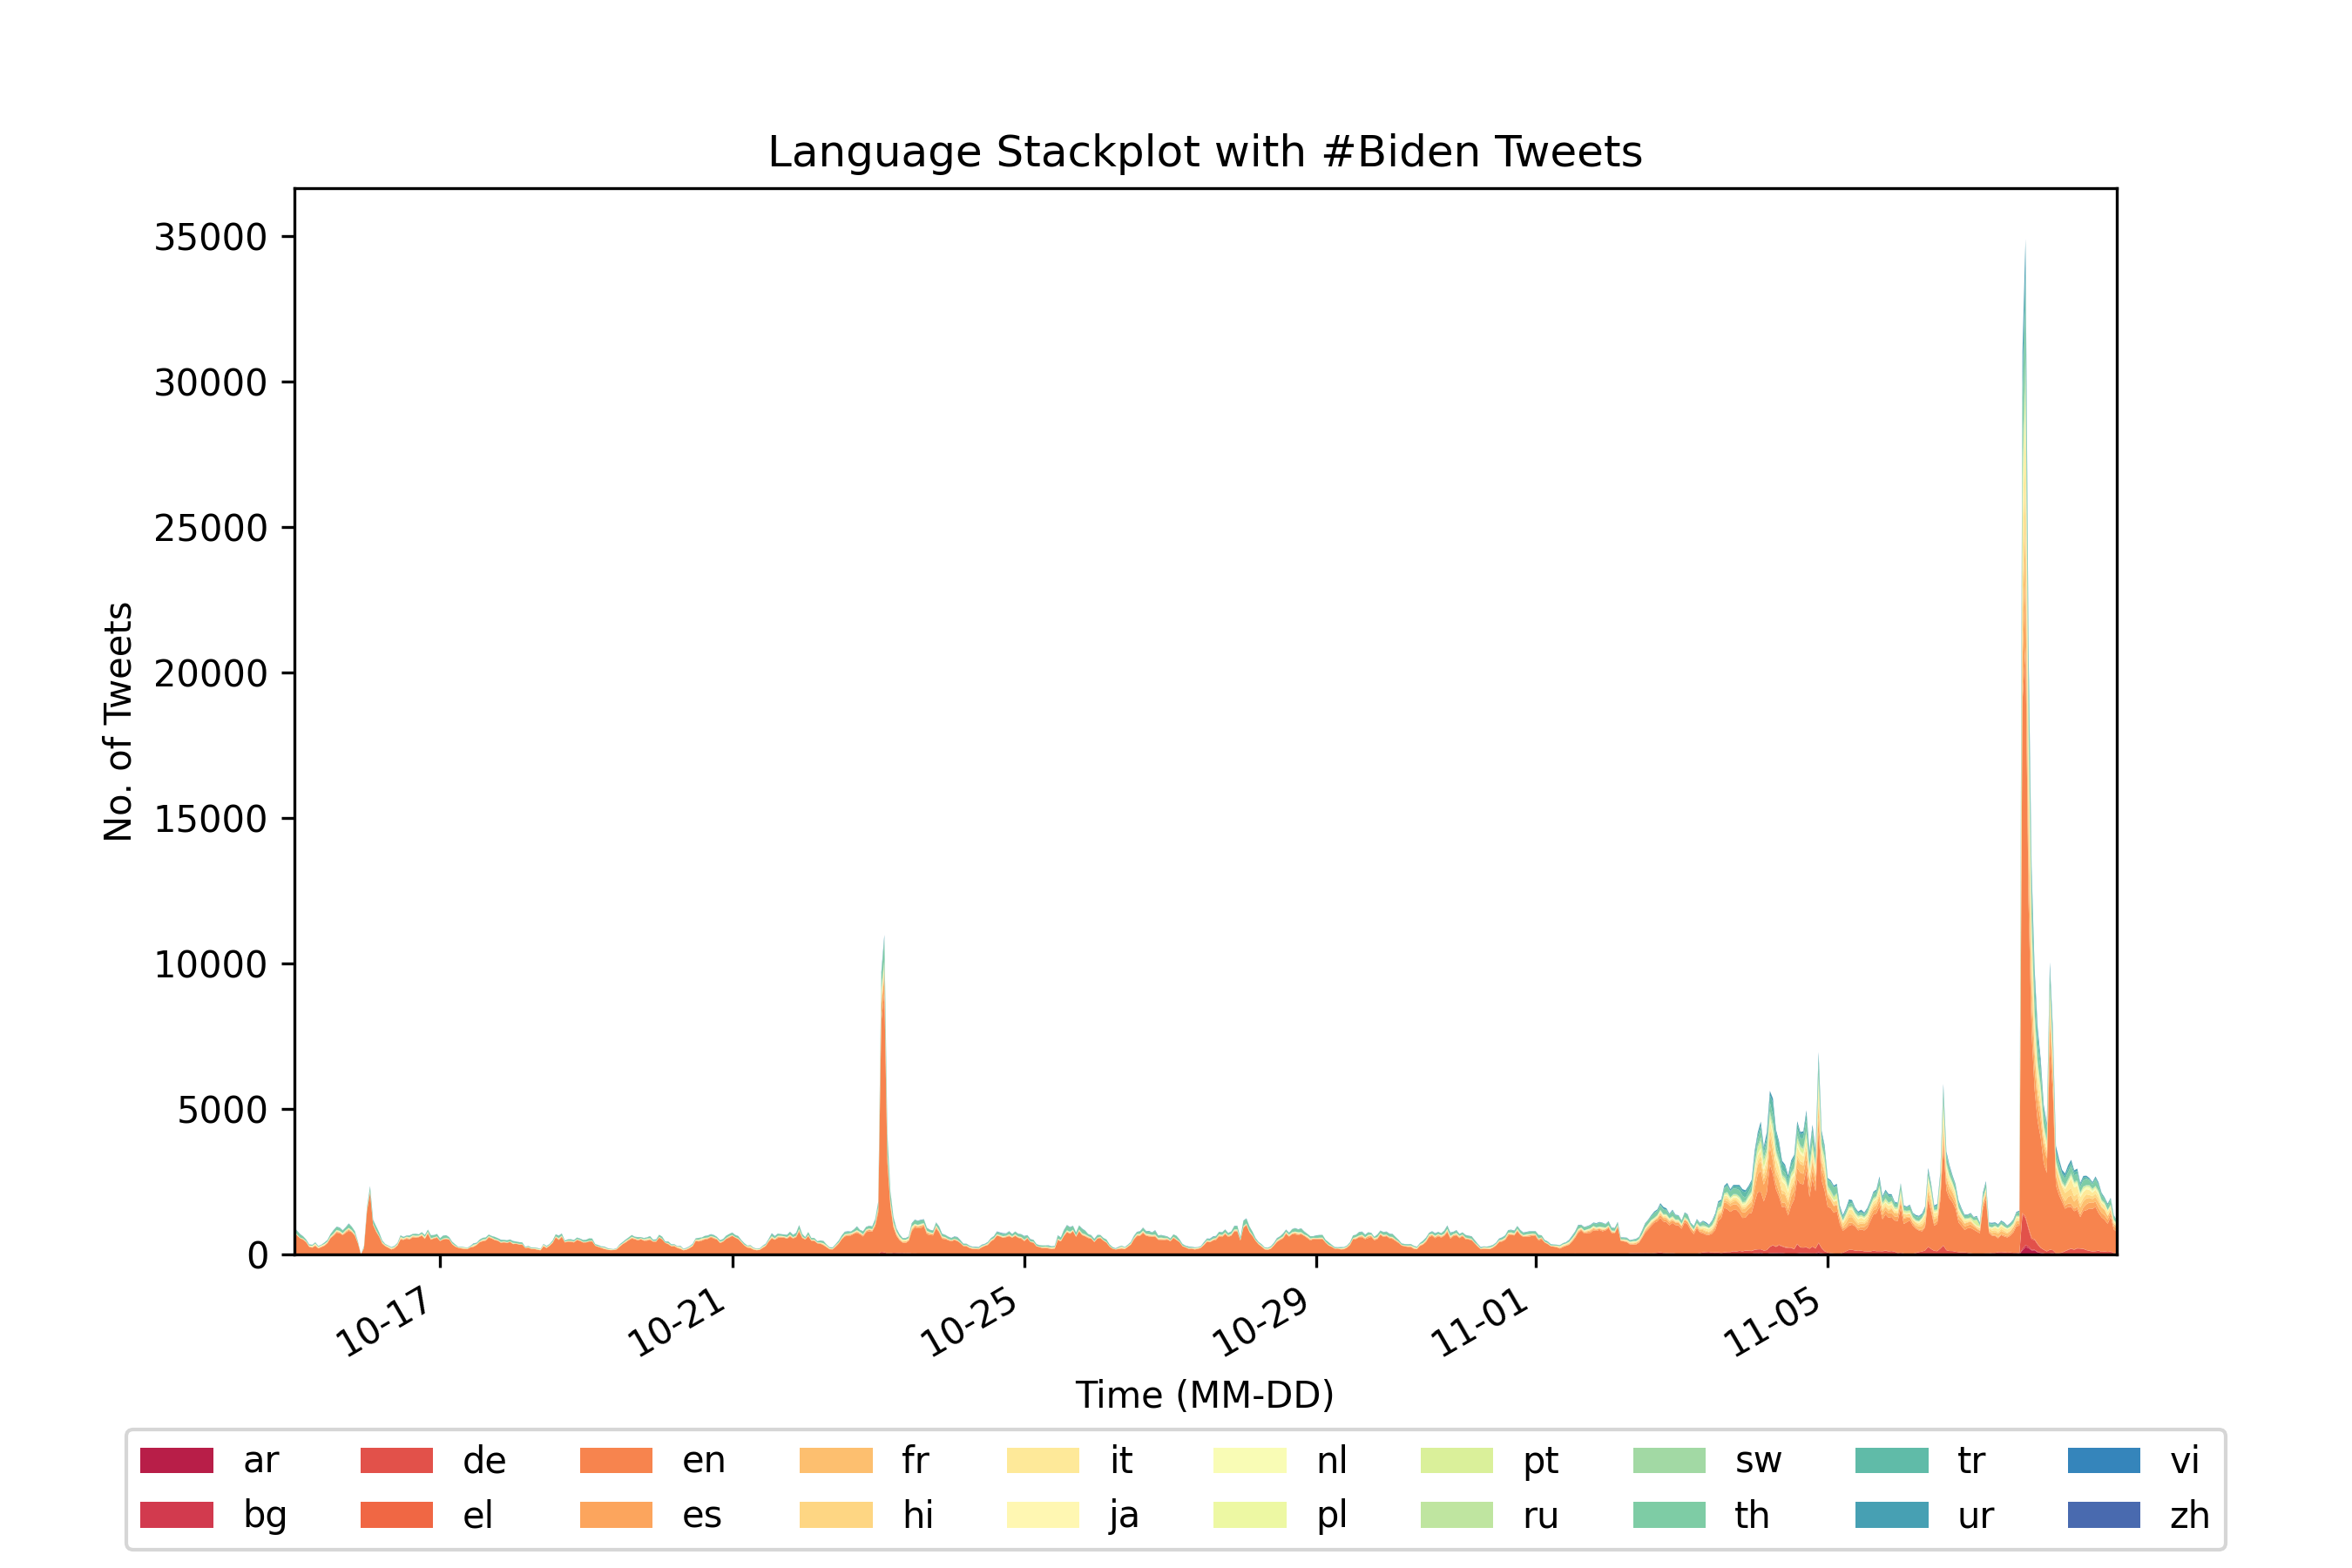 Language Stackplot with #Biden Tweets
35000
30000
25000
20000
15000
10000
5000
0
No. of Tweets
10-17 10-21 10-25 10-29 11-01 11-05
Time (MM-DD)
ar de en fr it nl pt sw tr vi
bg el es hi ja pl ru th ur zh